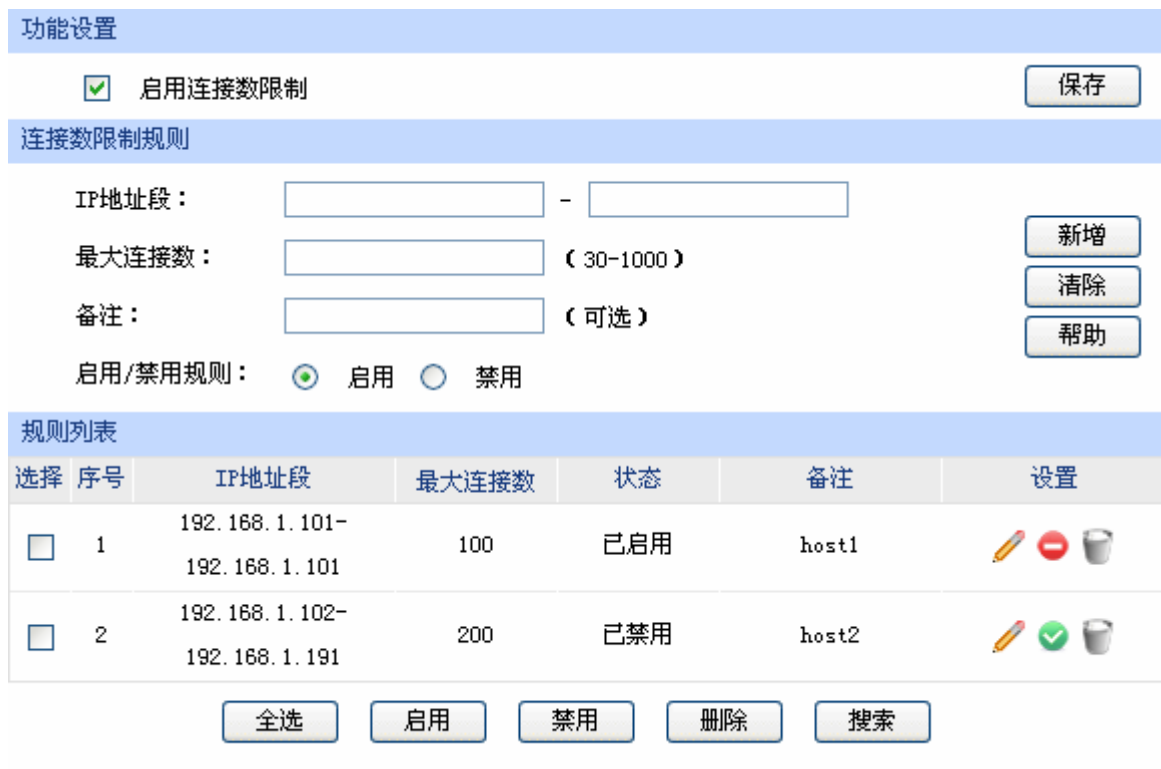 功能设置
启用连接数限制 保存
连接数限制规则
IP地址段： -
最大连接数： （30-1000）
备注： （可选）
启用/禁用规则： 启用 禁用
新增
清除
帮助
规则列表
选择 序号 IP地址段 最大连接数 状态 备注 设置
1 192.168.1.101-192.168.1.101 100 已启用 host1
2 192.168.1.102-192.168.1.191 200 已禁用 host2
全选 启用 禁用 删除 搜索